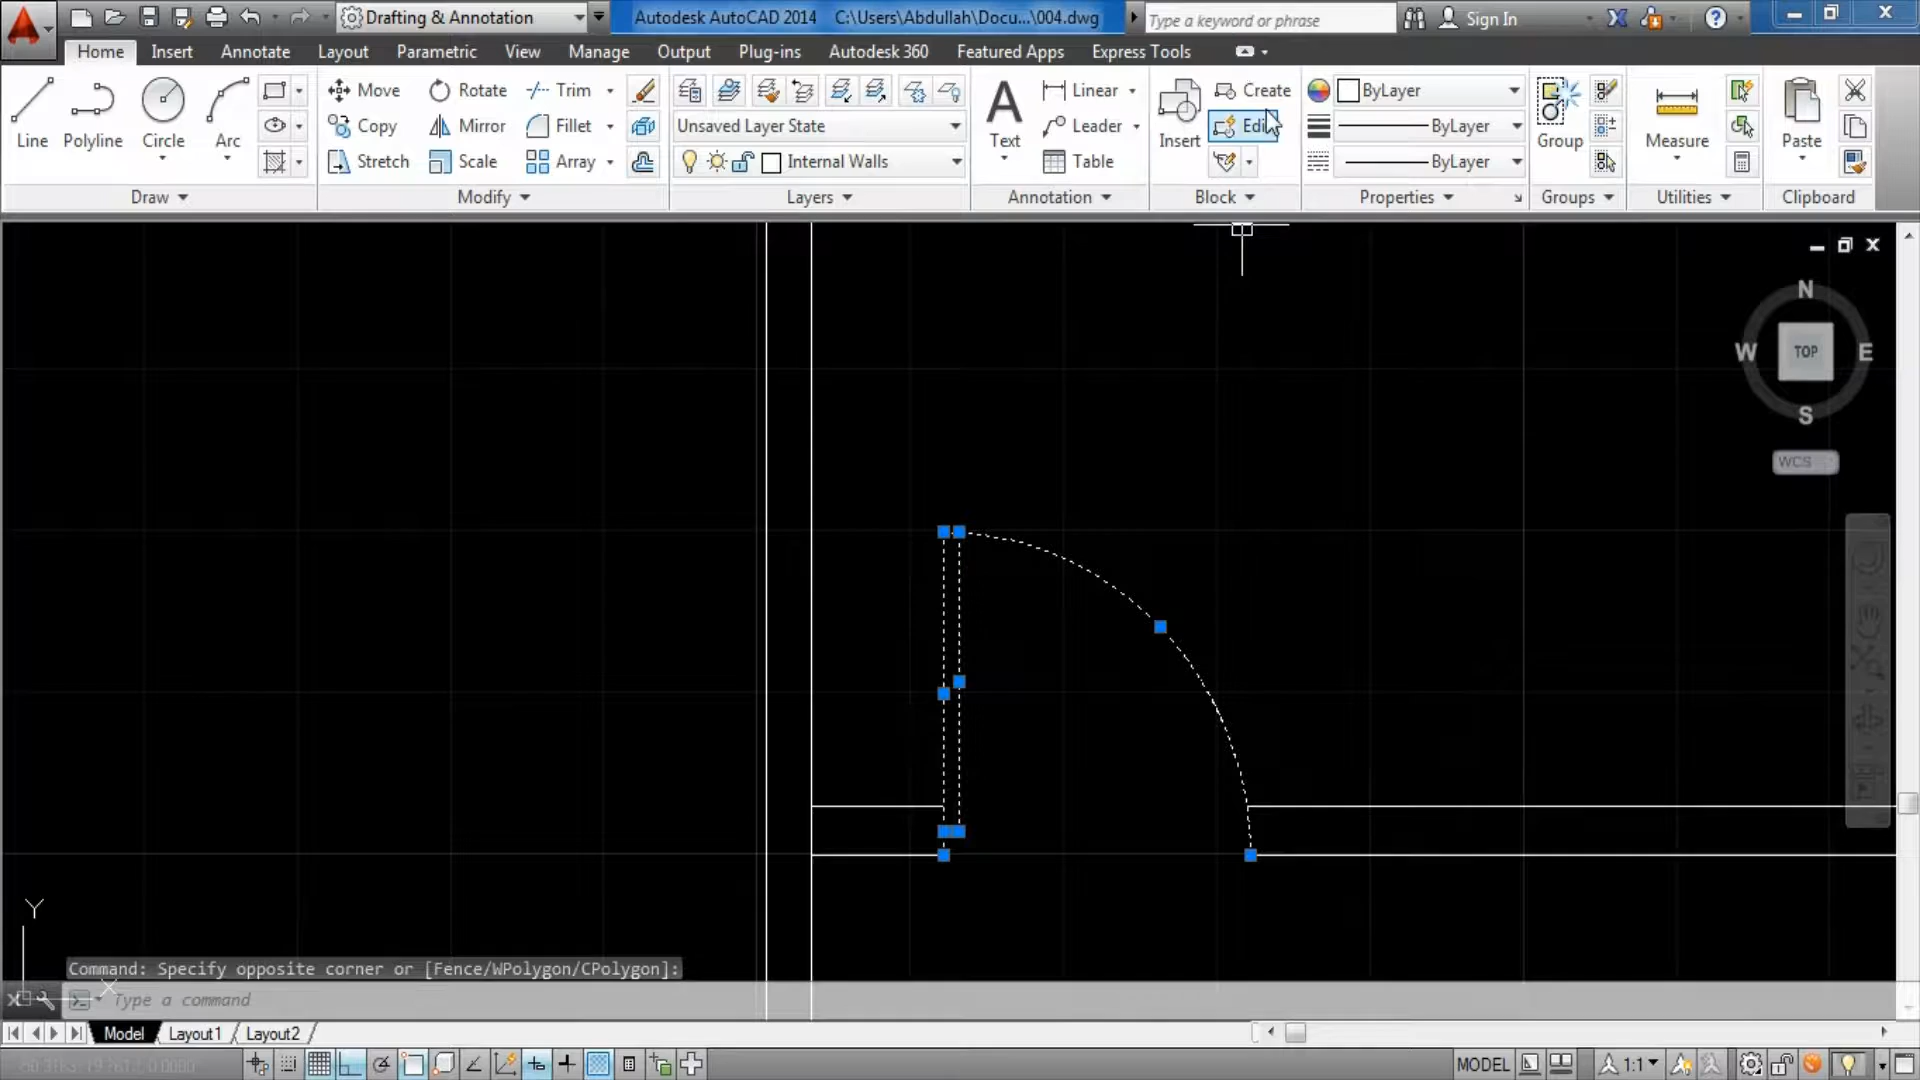 Drafting & Annotation
Autodesk AutoCAD 2014 C:\Users\Abdullah\Docu...\004.dwg
Type a keyword or phrase
Sign In
Home Insert Annotate Layout Parametric View Manage Output Plug-ins Autodesk 360 Featured Apps Express Tools
Line
Polyline
Circle
Arc
Draw
Move
Rotate
Trim
Copy
Mirror
Fillet
Stretch
Scale
Array
Modify
Unsaved Layer State
Internal Walls
Layers
Text
Linear
Leader
Table
Annotation
Insert
Create
Edit
Block
ByLayer
ByLayer
ByLayer
Properties
Group
Groups
Measure
Utilities
Paste
Clipboard
N
W
TOP
E
S
WCS
Y
X
Command: Specify opposite corner or [Fence/WPolygon/CPolygon]:
Type a command
Model Layout1 Layout2
MODEL
1:1